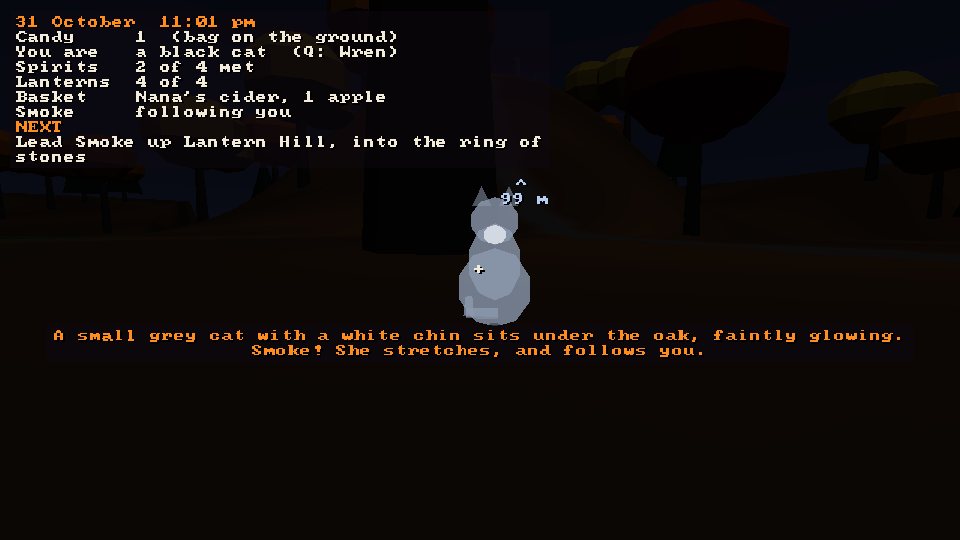 31 October 11:01 pm
Candy 1 (bag on the ground)
You are a black cat (Q: Wren)
Spirits 2 of 4 met
Lanterns 4 of 4
Basket Nana's cider, 1 apple
Smoke following you
NEXT
Lead Smoke up Lantern Hill, into the ring of
stones
^
99 m
A small grey cat with a white chin sits under the oak, faintly glowing.
Smoke! She stretches, and follows you.